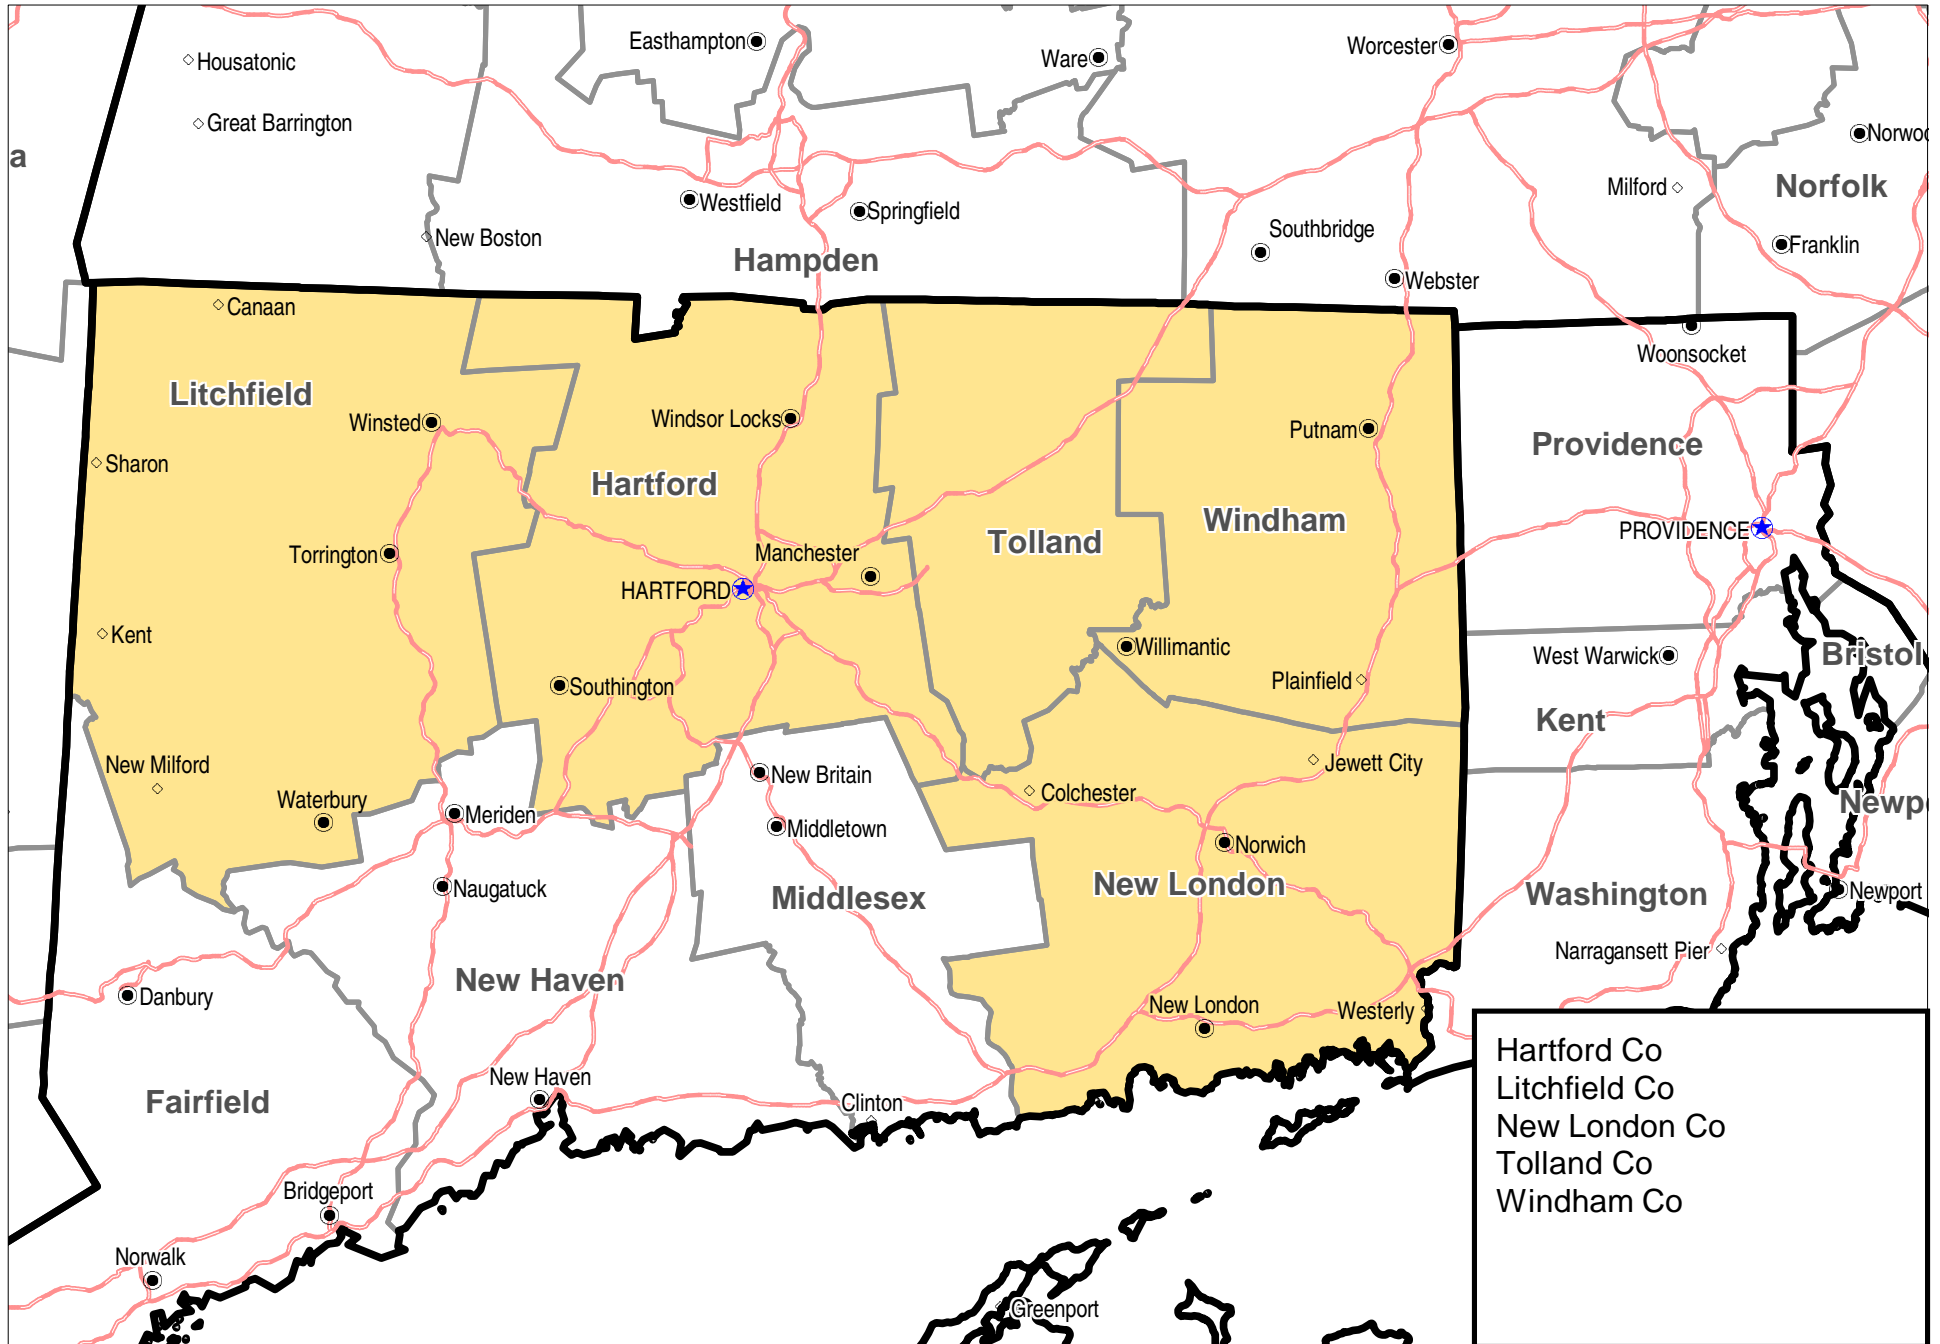 Easthampton
Ware
Worcester
Housatonic
Great Barrington
Norwoo
a
Westfield
Springfield
Milford
Norfolk
New Boston
Southbridge
Franklin
Hampden
Webster
Canaan
Woonsocket
Litchfield
Winsted
Windsor Locks
Putnam
Providence
Sharon
Hartford
Windham
Torrington
Manchester
Tolland
PROVIDENCE
HARTFORD
Kent
Willimantic
West Warwick
Bristol
Southington
Plainfield
Kent
New Milford
New Britain
Jewett City
Waterbury
Colchester
Newp
Meriden
Middletown
Norwich
Naugatuck
Middlesex
New London
Washington
Newport
New Haven
Narragansett Pier
Danbury
New London
Westerly
Fairfield
New Haven
Clinton
Bridgeport
Norwalk
Greenport
Hartford Co
Litchfield Co
New London Co
Tolland Co
Windham Co